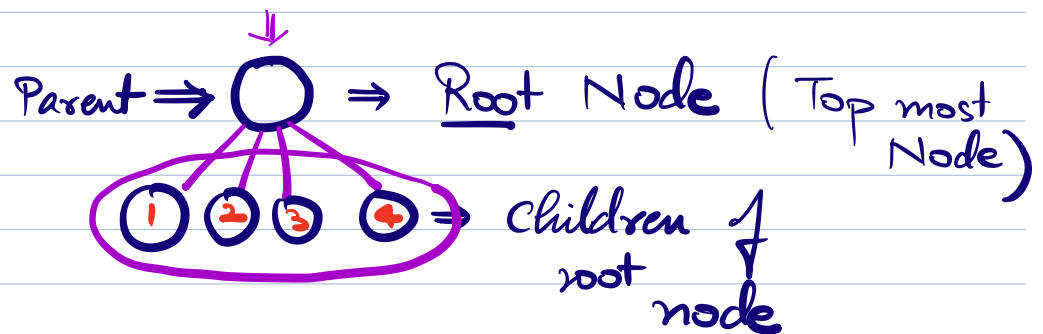 Parent ⇒ ⇒ Root Node (Top most
Node)
1 2 3 4 ⇒ Children of
root
node